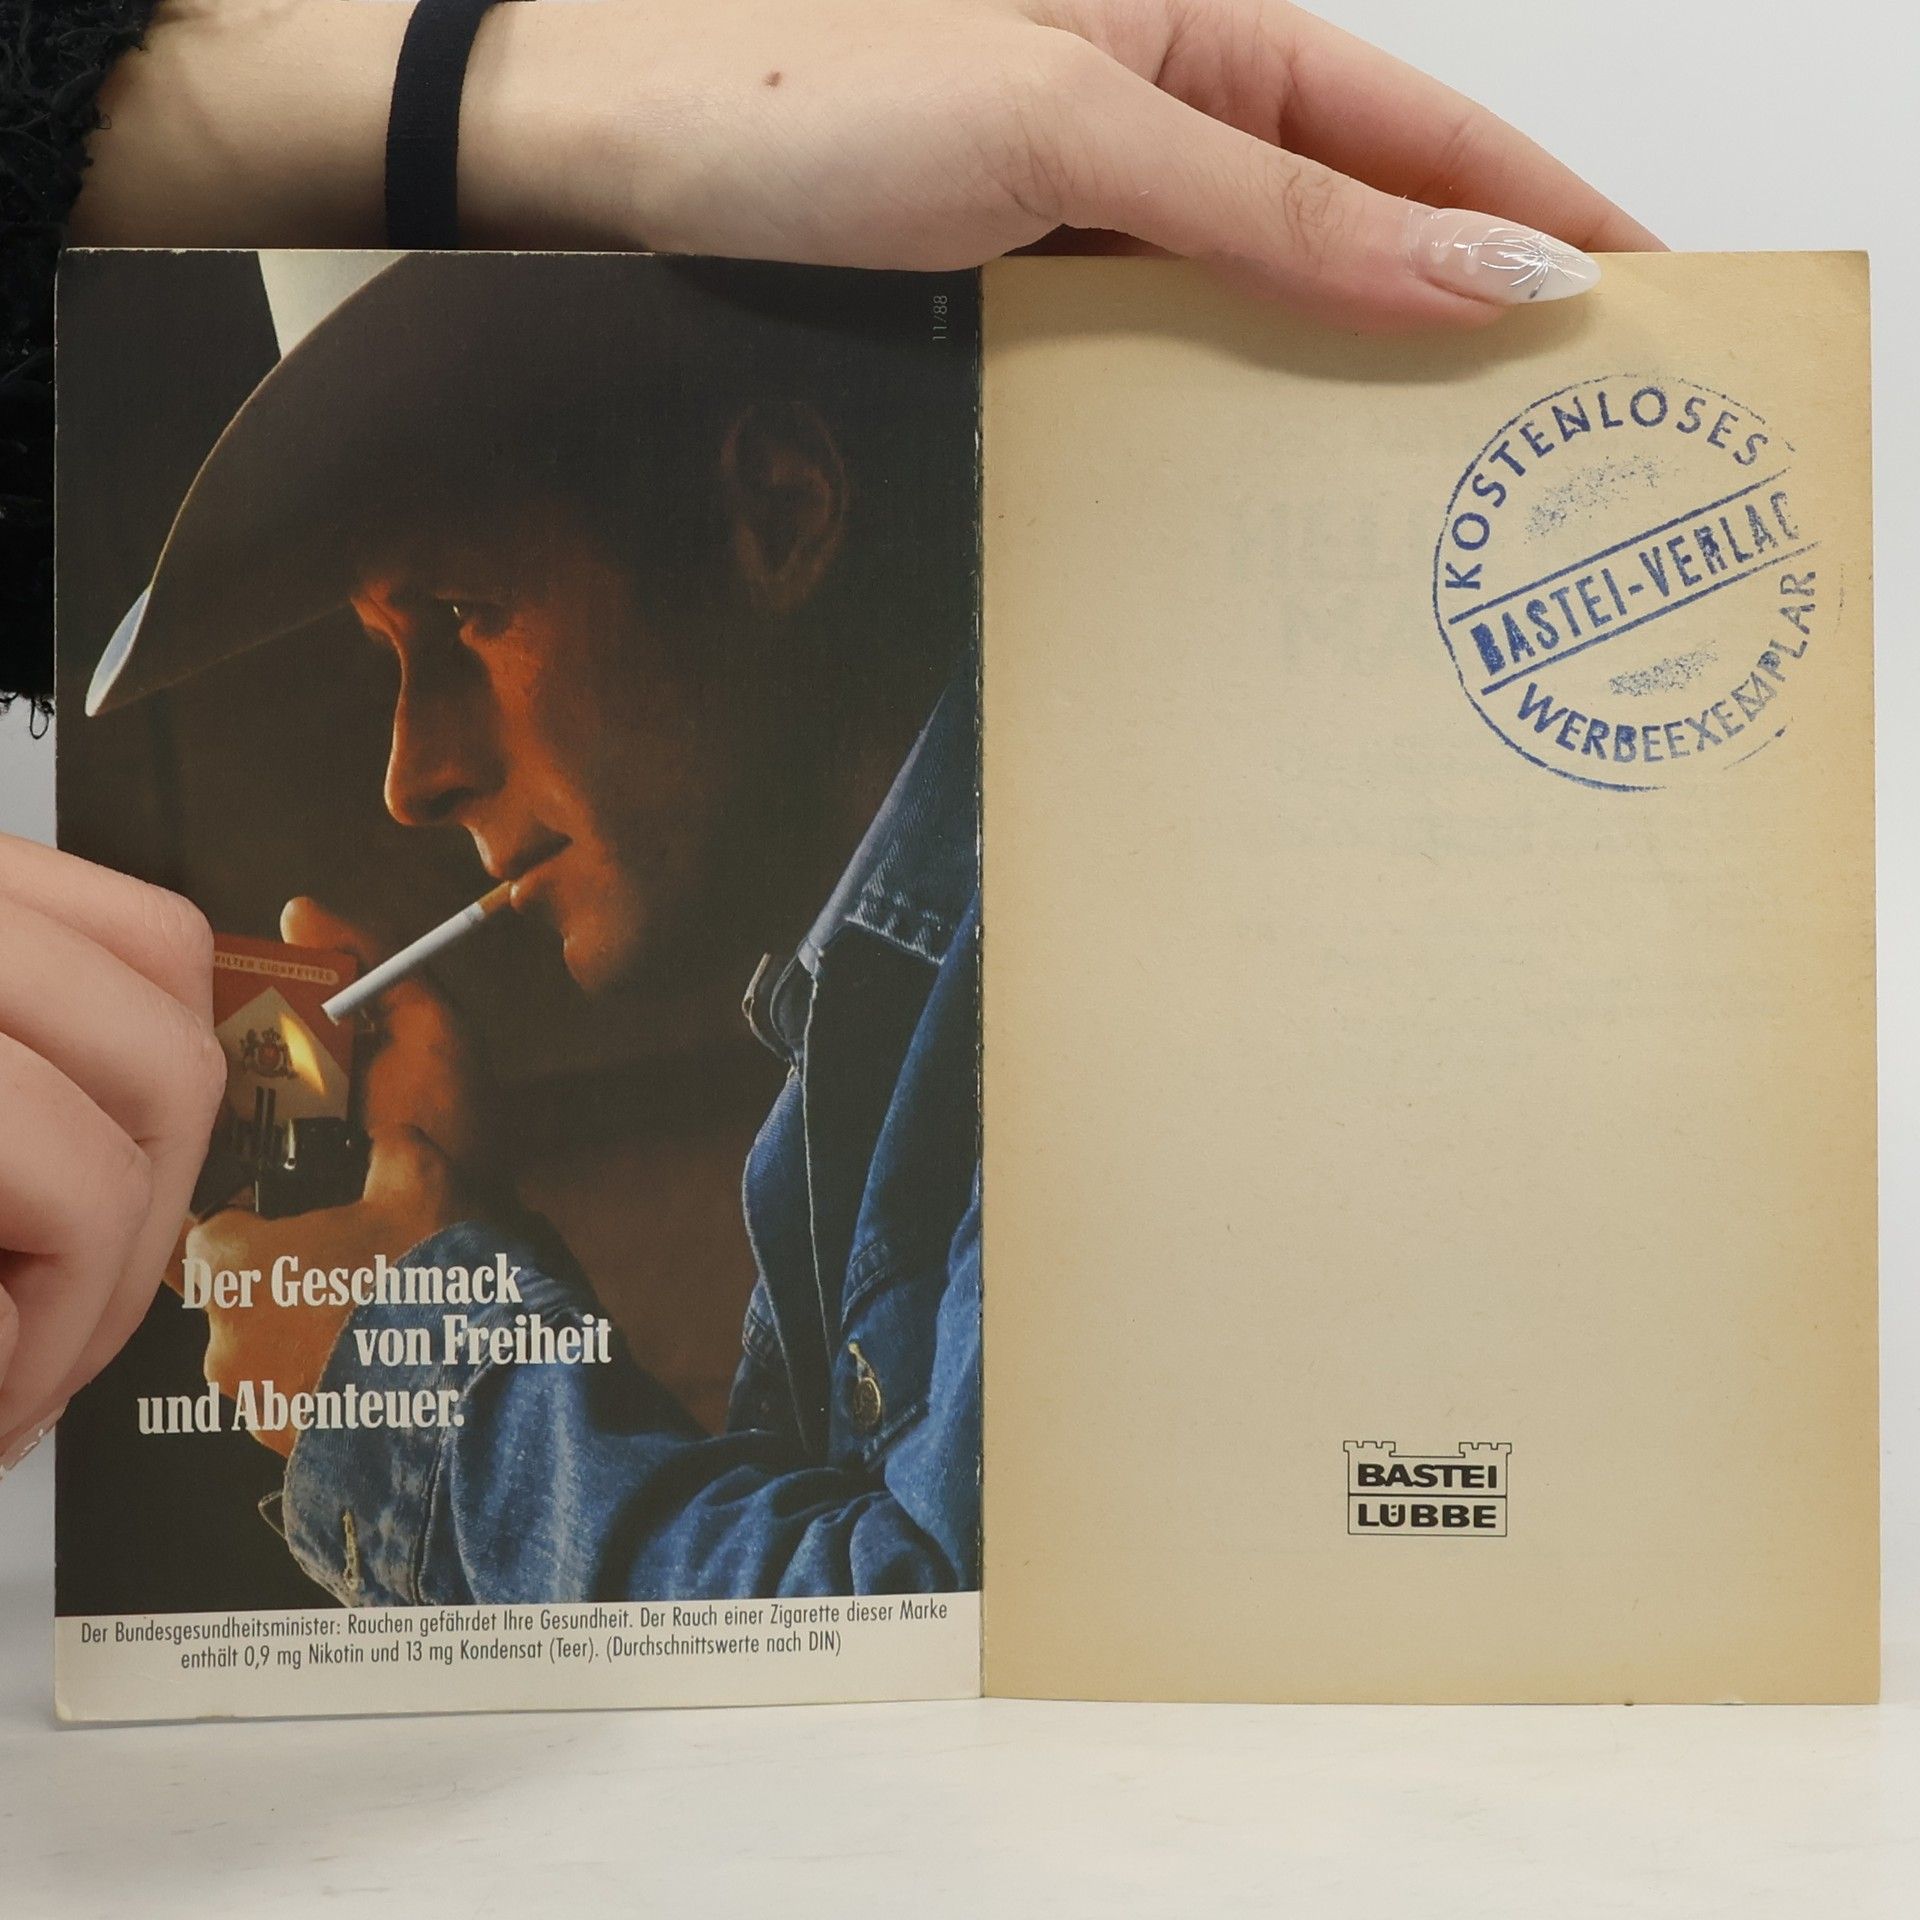 11/88
FILTER CIGARETTES
Der Geschmack
von Freiheit
und Abenteuer.
Der Bundesgesundheitsminister: Rauchen gefährdet Ihre Gesundheit. Der Rauch einer Zigarette dieser Marke
enthält 0,9 mg Nikotin und 13 mg Kondensat (Teer). (Durchschnittswerte nach DIN)
KOSTENLOSES
BASTEI-VERLAG
WERBEEXEMPLAR
BASTEI
LÜBBE